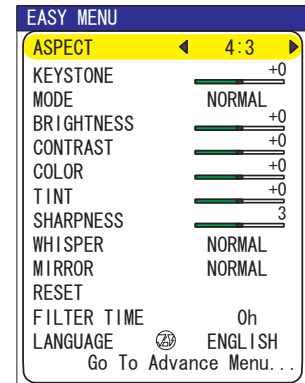 EASY MENU
ASPECT 4:3
KEYSTONE +0
MODE NORMAL
BRIGHTNESS +0
CONTRAST +0
COLOR +0
TINT +0
SHARPNESS 3
WHISPER NORMAL
MIRROR NORMAL
RESET
FILTER TIME 0h
LANGUAGE ENGLISH
Go To Advance Menu...